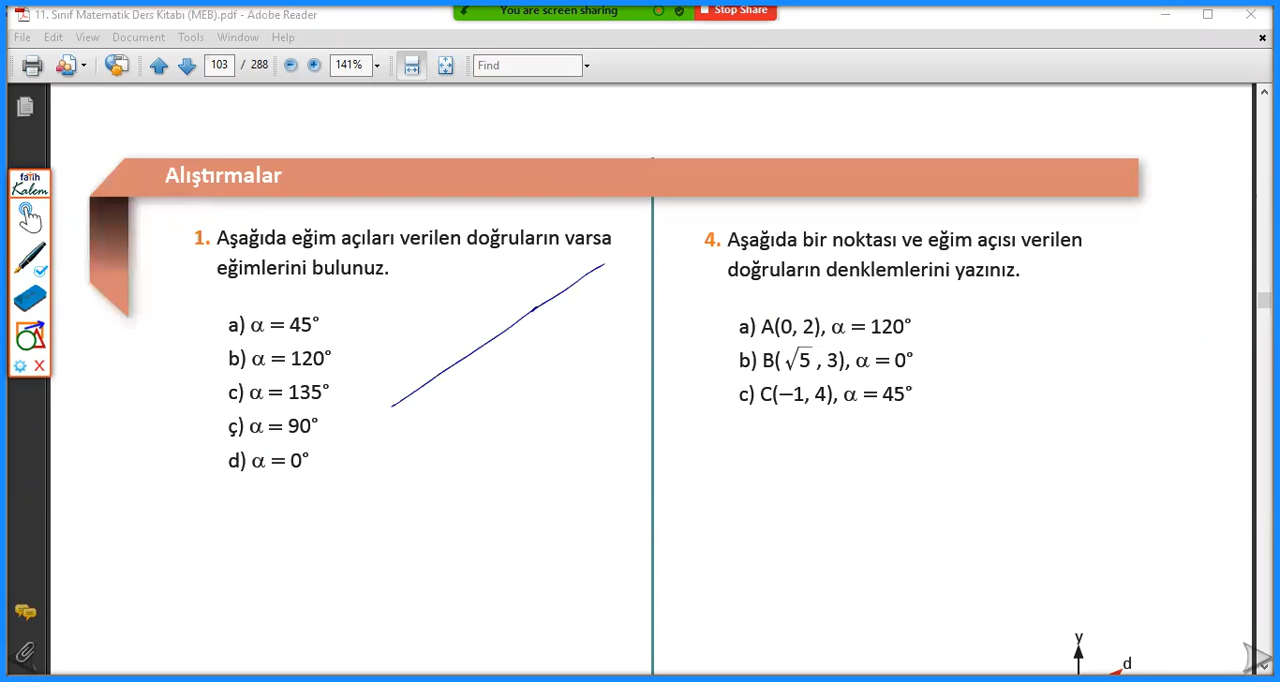 11. Sınıf Matematik Ders Kitabı (MEB).pdf - Adobe Reader
You are screen sharing
Stop Share
File Edit View Document Tools Window Help
103 / 288
141%
Find
fatih
Kalem
Alıştırmalar
1. Aşağıda eğim açıları verilen doğruların varsa
eğimlerini bulunuz.
a) α = 45°
b) α = 120°
c) α = 135°
ç) α = 90°
d) α = 0°
4. Aşağıda bir noktası ve eğim açısı verilen
doğruların denklemlerini yazınız.
a) A(0, 2), α = 120°
b) B(√5 , 3), α = 0°
c) C(−1, 4), α = 45°
y
d